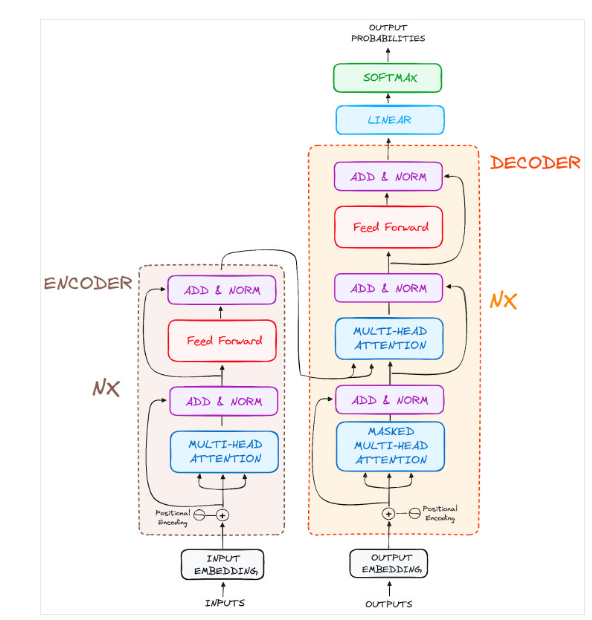 OUTPUT
PROBABILITIES
SOFTMAX
LINEAR
DECODER
ADD & NORM
Feed Forward
ENCODER
ADD & NORM
ADD & NORM
NX
Feed Forward
MULTI-HEAD
ATTENTION
NX
ADD & NORM
ADD & NORM
MULTI-HEAD
ATTENTION
MASKED
MULTI-HEAD
ATTENTION
Positional
Encoding
Positional
Encoding
INPUT
EMBEDDING
OUTPUT
EMBEDDING
INPUTS
OUTPUTS